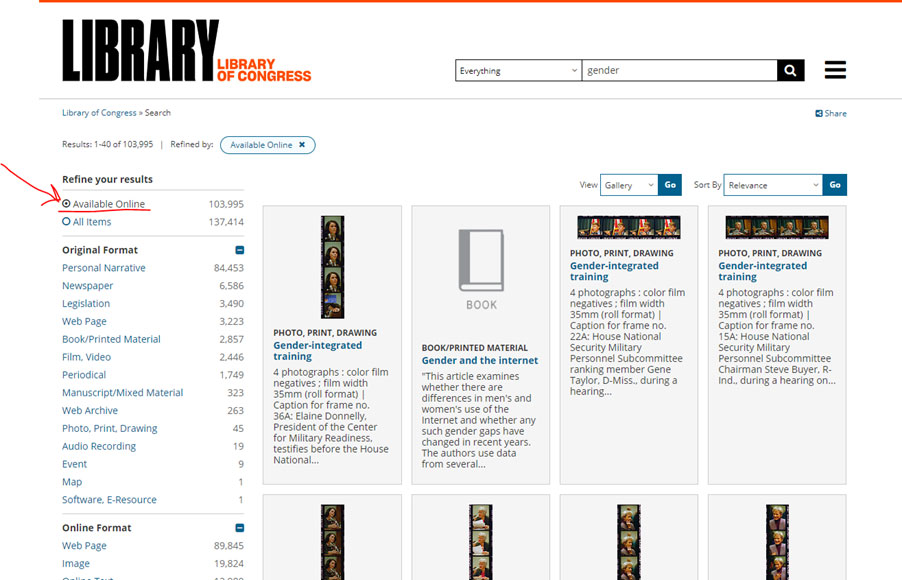 LIBRARY
LIBRARY
OF CONGRESS
Everything
gender
Library of Congress » Search
Share
Results: 1-40 of 103,995 | Refined by: Available Online ✖
Refine your results
Available Online 103,995
All Items 137,414
Original Format
Personal Narrative 84,453
Newspaper 6,586
Legislation 3,490
Web Page 3,223
Book/Printed Material 2,857
Film, Video 2,446
Periodical 1,749
Manuscript/Mixed Material 323
Web Archive 263
Photo, Print, Drawing 45
Audio Recording 19
Event 9
Map 1
Software, E-Resource 1
Online Format
Web Page 89,845
Image 19,824
View Gallery Go Sort By Relevance Go
PHOTO, PRINT, DRAWING
Gender-integrated
training
4 photographs : color film
negatives ; film width
35mm (roll format) |
Caption for frame no.
36A: Elaine Donnelly,
President of the Center
for Military Readiness,
testifies before the House
National...
BOOK
BOOK/PRINTED MATERIAL
Gender and the internet
"This article examines
whether there are
differences in men's and
women's use of the
Internet and whether any
such gender gaps have
changed in recent years.
The authors use data
from several...
PHOTO, PRINT, DRAWING
Gender-integrated
training
4 photographs : color film
negatives ; film width
35mm (roll format) |
Caption for frame no.
22A: House National
Security Military
Personnel Subcommittee
ranking member Gene
Taylor, D-Miss., during a
hearing...
PHOTO, PRINT, DRAWING
Gender-integrated
training
4 photographs : color film
negatives ; film width
35mm (roll format) |
Caption for frame no.
15A: House National
Security Military
Personnel Subcommittee
Chairman Steve Buyer, R-
Ind., during a hearing on...